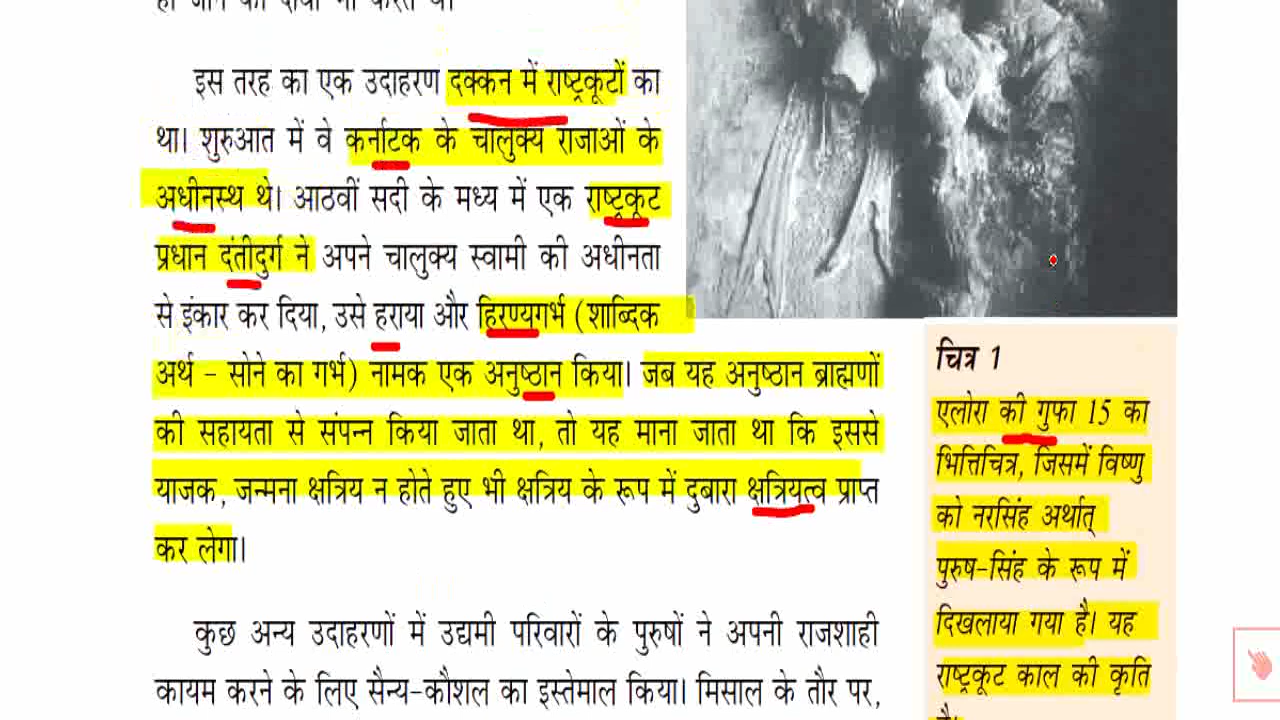 इस तरह का एक उदाहरण दक्कन में राष्ट्रकूटों का
था। शुरुआत में वे कर्नाटक के चालुक्य राजाओं के
अधीनस्थ थे। आठवीं सदी के मध्य में एक राष्ट्रकूट
प्रधान दंतीदुर्ग ने अपने चालुक्य स्वामी की अधीनता
से इंकार कर दिया, उसे हराया और हिरण्यगर्भ (शाब्दिक
अर्थ - सोने का गर्भ) नामक एक अनुष्ठान किया। जब यह अनुष्ठान ब्राह्मणों
की सहायता से संपन्न किया जाता था, तो यह माना जाता था कि इससे
याजक, जन्मना क्षत्रिय न होते हुए भी क्षत्रिय के रूप में दुबारा क्षत्रियत्व प्राप्त
कर लेगा।
कुछ अन्य उदाहरणों में उद्यमी परिवारों के पुरुषों ने अपनी राजशाही
कायम करने के लिए सैन्य-कौशल का इस्तेमाल किया। मिसाल के तौर पर,
चित्र 1
एलोरा की गुफा 15 का
भित्तिचित्र, जिसमें विष्णु
को नरसिंह अर्थात्
पुरुष-सिंह के रूप में
दिखलाया गया है। यह
राष्ट्रकूट काल की कृति